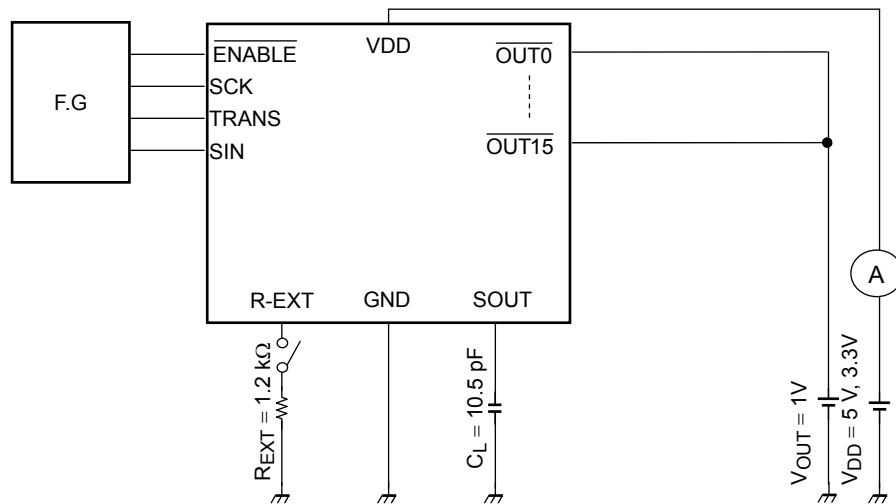 F.G
ENABLE
SCK
TRANS
SIN
VDD
OUT0
OUT15
A
R-EXT
GND
SOUT
REXT = 1.2 kΩ
CL = 10.5 pF
VOUT = 1V
VDD = 5 V, 3.3V